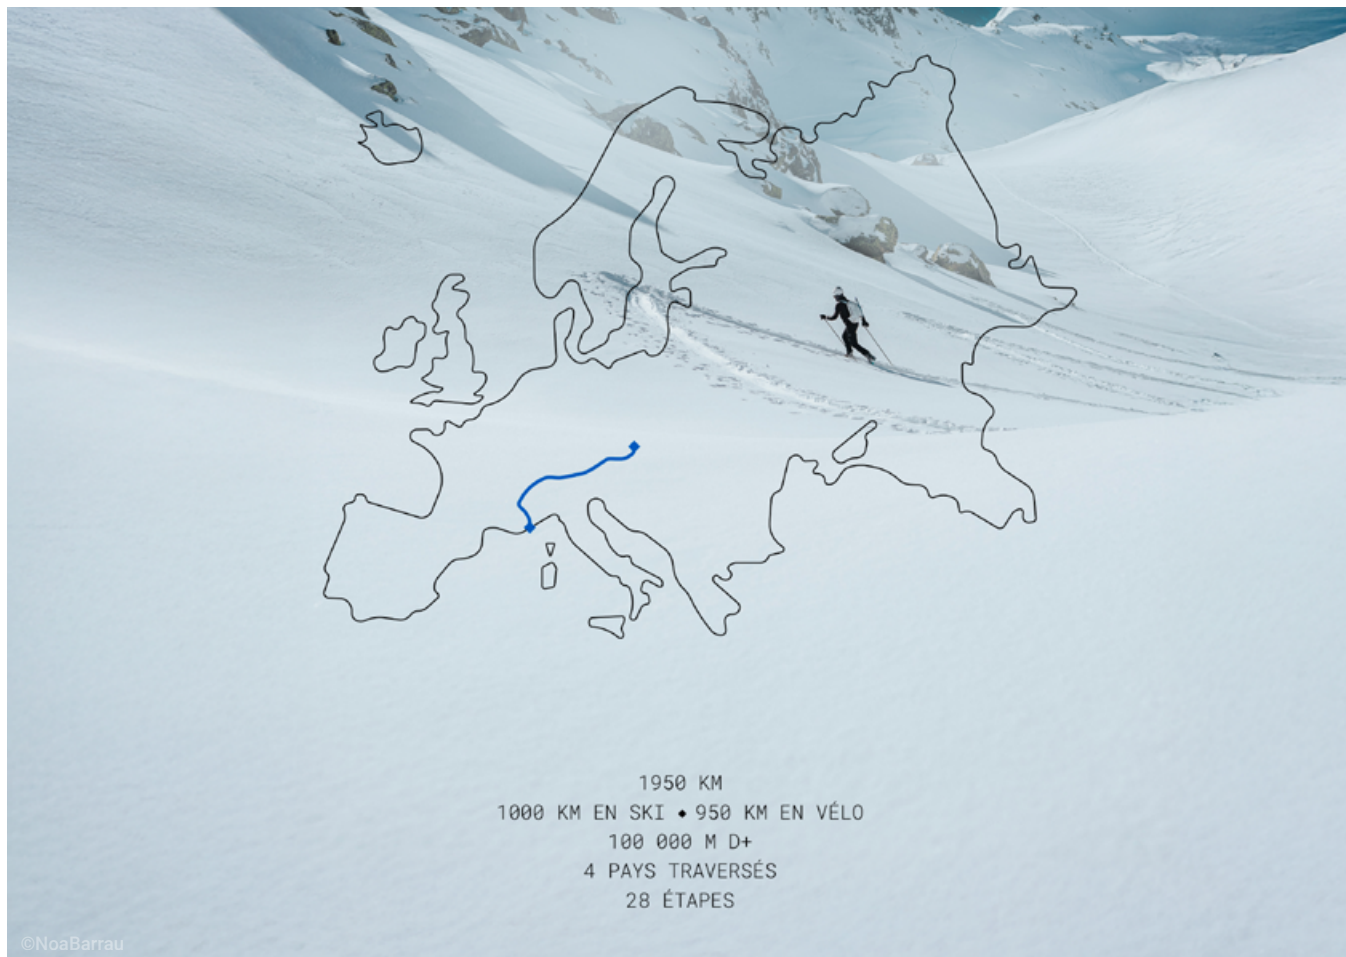 1950 KM
1000 KM EN SKI ◆ 950 KM EN VÉLO
100 000 M D+
4 PAYS TRAVERSÉS
28 ÉTAPES
©NoaBarrau